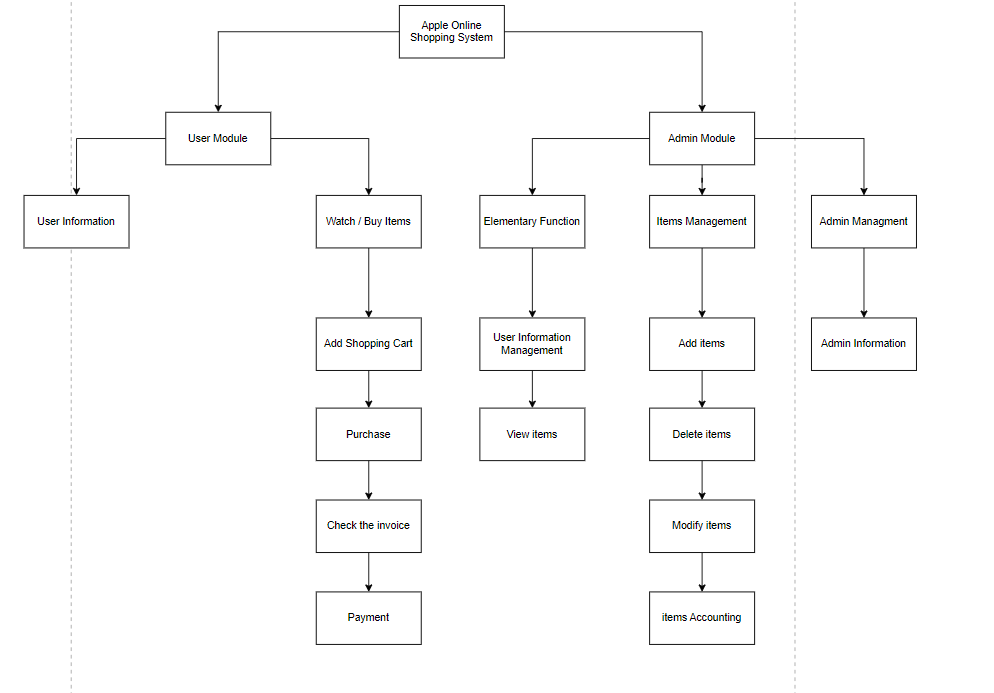 Apple Online
Shopping System
User Module
Admin Module
User Information
Watch / Buy Items
Elementary Function
Items Management
Admin Managment
Add Shopping Cart
User Information
Management
Add items
Admin Information
Purchase
View items
Delete items
Check the invoice
Modify items
Payment
items Accounting